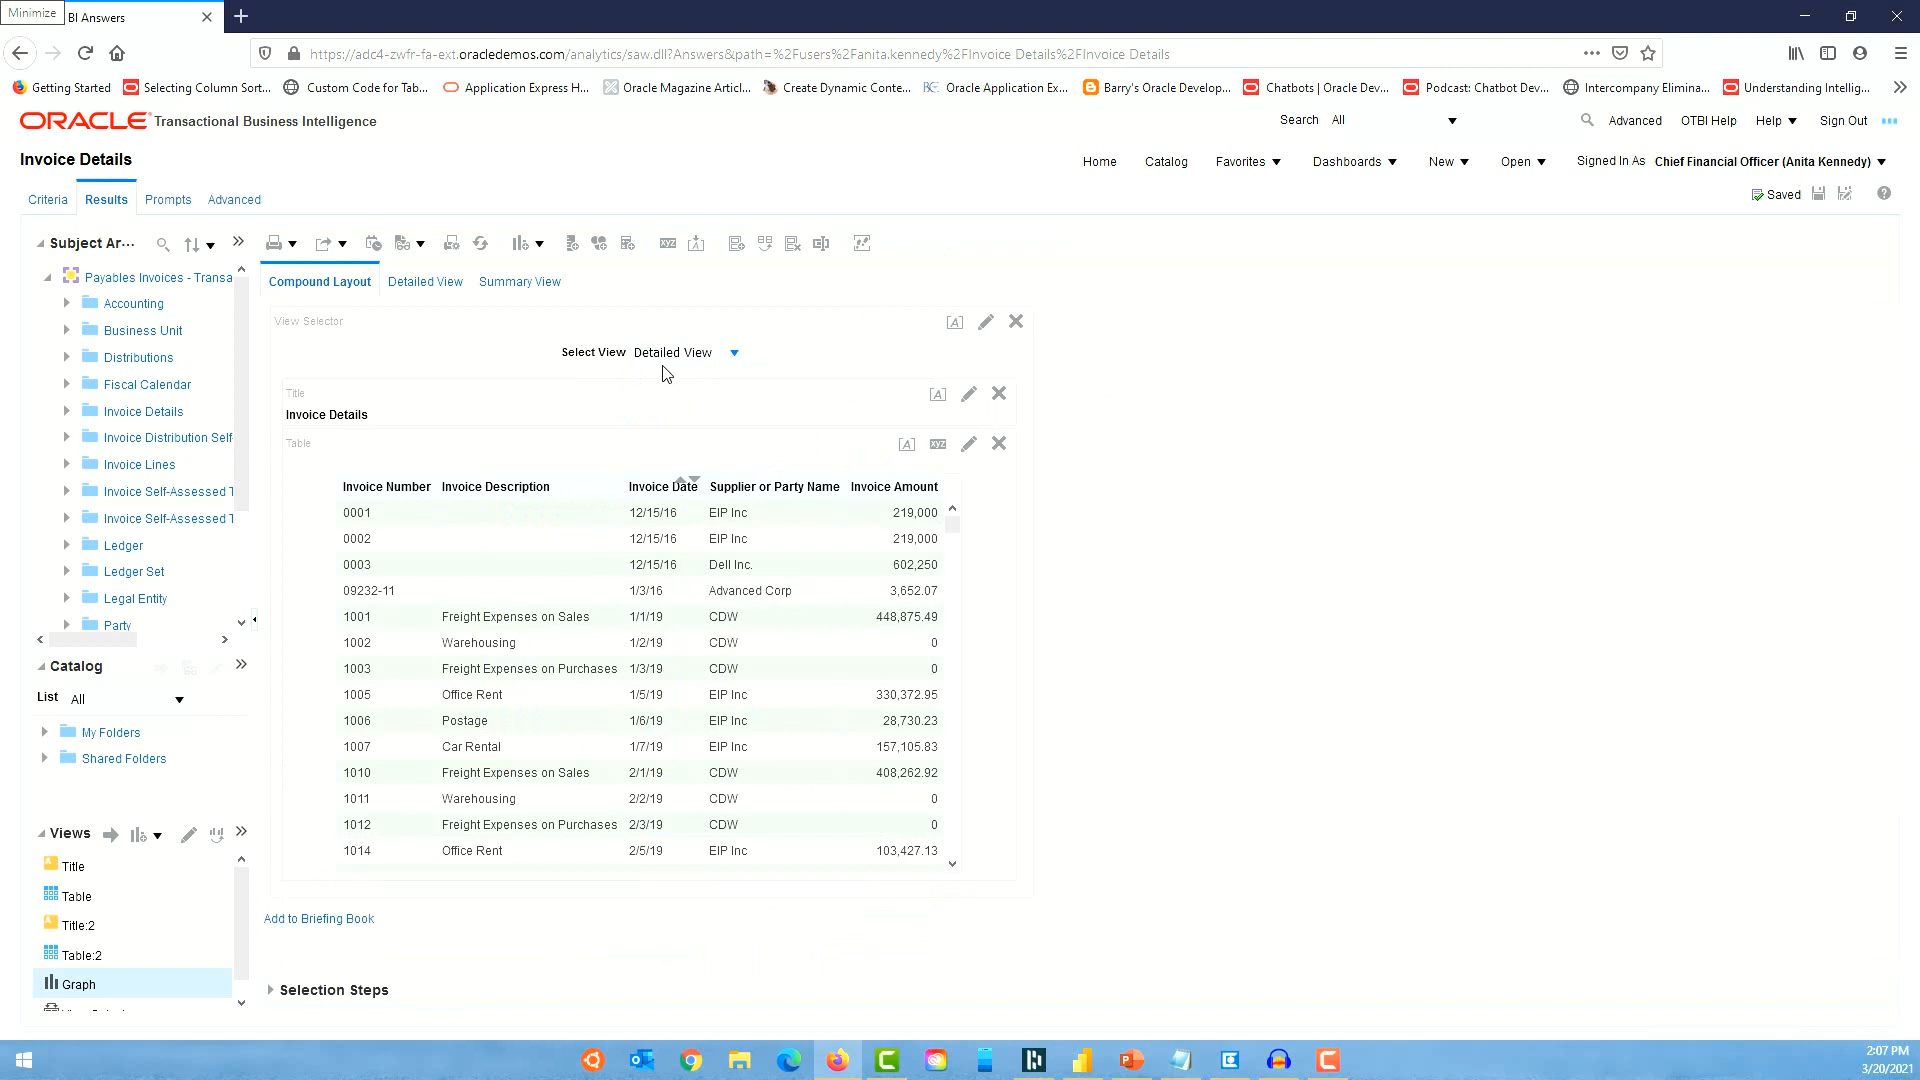 Minimize
BI Answers
https://adc4-zwfr-fa-ext.oracledemos.com/analytics/saw.dll?Answers&path=%2Fusers%2Fanita.kennedy%2FInvoice Details%2FInvoice Details
Getting Started Selecting Column Sort... Custom Code for Tab... Application Express H... Oracle Magazine Articl... Create Dynamic Conte... Oracle Application Ex... Barry's Oracle Develop... Chatbots | Oracle Dev... Podcast: Chatbot Dev... Intercompany Elimina... Understanding Intellig...
ORACLE Transactional Business Intelligence
Search All Advanced OTBI Help Help Sign Out
Invoice Details
Home Catalog Favorites Dashboards New Open Signed In As Chief Financial Officer (Anita Kennedy)
Criteria Results Prompts Advanced
Saved
Subject Ar...
Payables Invoices - Transa
Accounting
Business Unit
Distributions
Fiscal Calendar
Invoice Details
Invoice Distribution Self
Invoice Lines
Invoice Self-Assessed T
Invoice Self-Assessed T
Ledger
Ledger Set
Legal Entity
Party
Catalog
List All
My Folders
Shared Folders
Views
Title
Table
Title:2
Table:2
Graph
Compound Layout Detailed View Summary View
View Selector
Select View Detailed View
Title
Invoice Details
Table
Invoice Number Invoice Description Invoice Date Supplier or Party Name Invoice Amount
0001 12/15/16 EIP Inc 219,000
0002 12/15/16 EIP Inc 219,000
0003 12/15/16 Dell Inc. 602,250
09232-11 1/3/16 Advanced Corp 3,652.07
1001 Freight Expenses on Sales 1/1/19 CDW 448,875.49
1002 Warehousing 1/2/19 CDW 0
1003 Freight Expenses on Purchases 1/3/19 CDW 0
1005 Office Rent 1/5/19 EIP Inc 330,372.95
1006 Postage 1/6/19 EIP Inc 28,730.23
1007 Car Rental 1/7/19 EIP Inc 157,105.83
1010 Freight Expenses on Sales 2/1/19 CDW 408,262.92
1011 Warehousing 2/2/19 CDW 0
1012 Freight Expenses on Purchases 2/3/19 CDW 0
1014 Office Rent 2/5/19 EIP Inc 103,427.13
Add to Briefing Book
Selection Steps
2:07 PM
3/20/2021